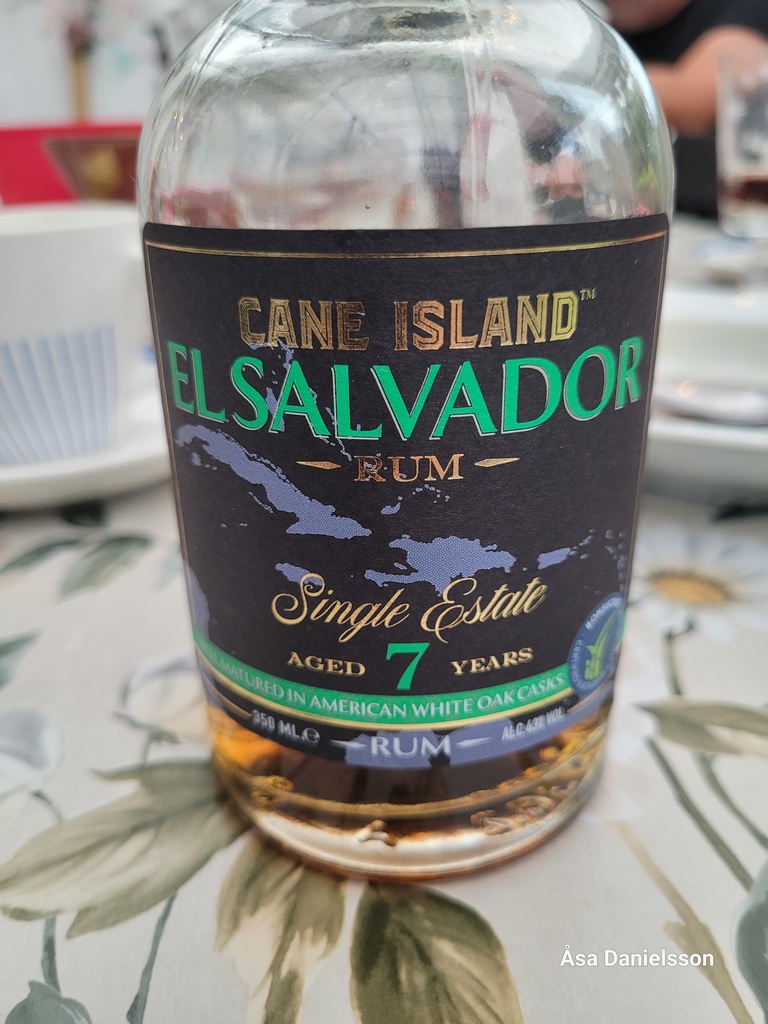 CANE ISLAND™
EL SALVADOR
RUM
Single Estate
AGED 7 YEARS
MATURED IN AMERICAN WHITE OAK CASKS
350 ML ℮
RUM
ALC. 43% VOL.
BONSUCRO
Åsa Danielsson